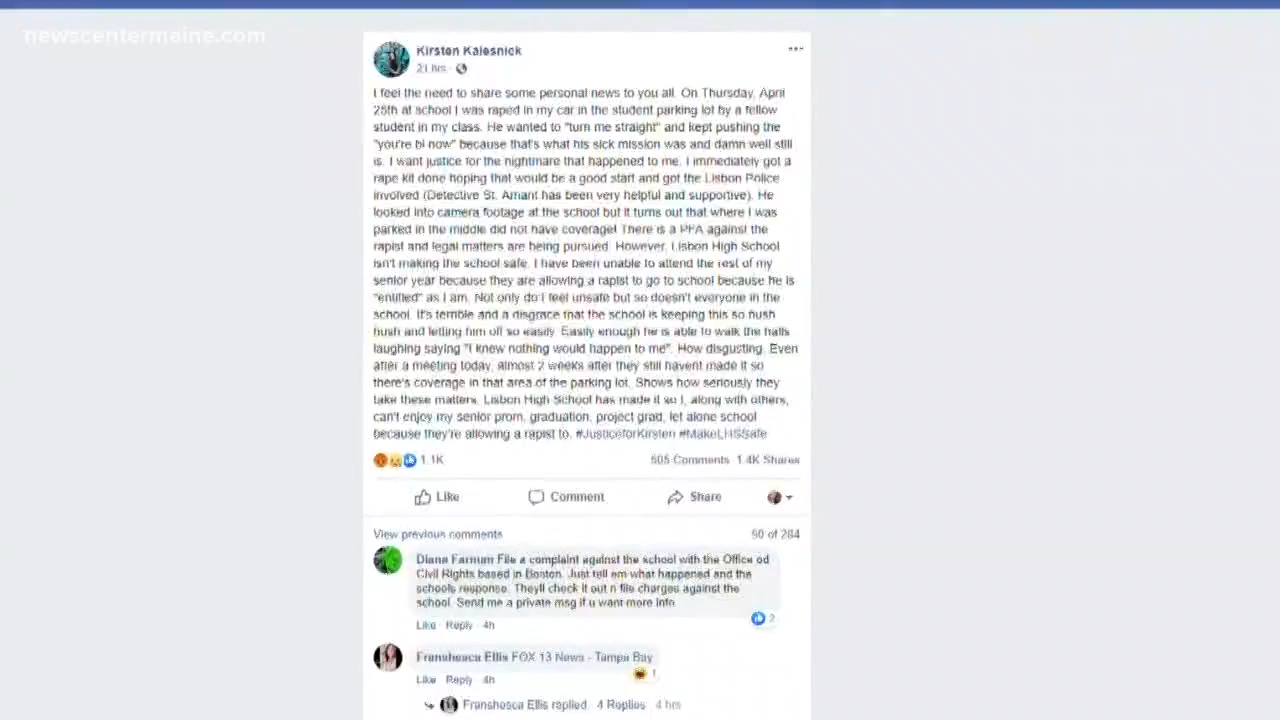 newscentermaine.com
Kirsten Kalesnick
21 hrs
I feel the need to share some personal news to you all. On Thursday, April
25th at school I was raped in my car in the student parking lot by a fellow
student in my class. He wanted to "turn me straight" and kept pushing the
"you're bi now" because that's what his sick mission was and damn well still
is. I want justice for the nightmare that happened to me. I immediately got a
rape kit done hoping that would be a good start and got the Lisbon Police
involved (Detective St. Amant has been very helpful and supportive). He
looked into camera footage at the school but it turns out that where I was
parked in the middle did not have coverage! There is a PFA against the
rapist and legal matters are being pursued. However, Lisbon High School
isn't making the school safe. I have been unable to attend the rest of my
senior year because they are allowing a rapist to go to school because he is
"entitled" as I am. Not only do I feel unsafe but so doesn't everyone in the
school. It's terrible and a disgrace that the school is keeping this so hush
hush and letting him off so easily. Easily enough he is able to walk the halls
laughing saying "I knew nothing would happen to me". How disgusting. Even
after a meeting today, almost 2 weeks after they still havent made it so
there's coverage in that area of the parking lot. Shows how seriously they
take these matters. Lisbon High School has made it so I, along with others,
can't enjoy my senior prom, graduation, project grad, let alone school
because they're allowing a rapist to. #JusticeforKirsten #MakeLHSSafe
1.1K
505 Comments 1.4K Shares
Like Comment Share
View previous comments
50 of 284
Diana Farnum File a complaint against the school with the Office od
Civil Rights based in Boston. Just tell em what happened and the
schools response. Theyll check it out n file charges against the
school. Send me a private msg if u want more info
2
Like · Reply · 4h
Franshesca Ellis FOX 13 News - Tampa Bay
1
Like · Reply · 4h
Franshesca Ellis replied · 4 Replies · 4 hrs